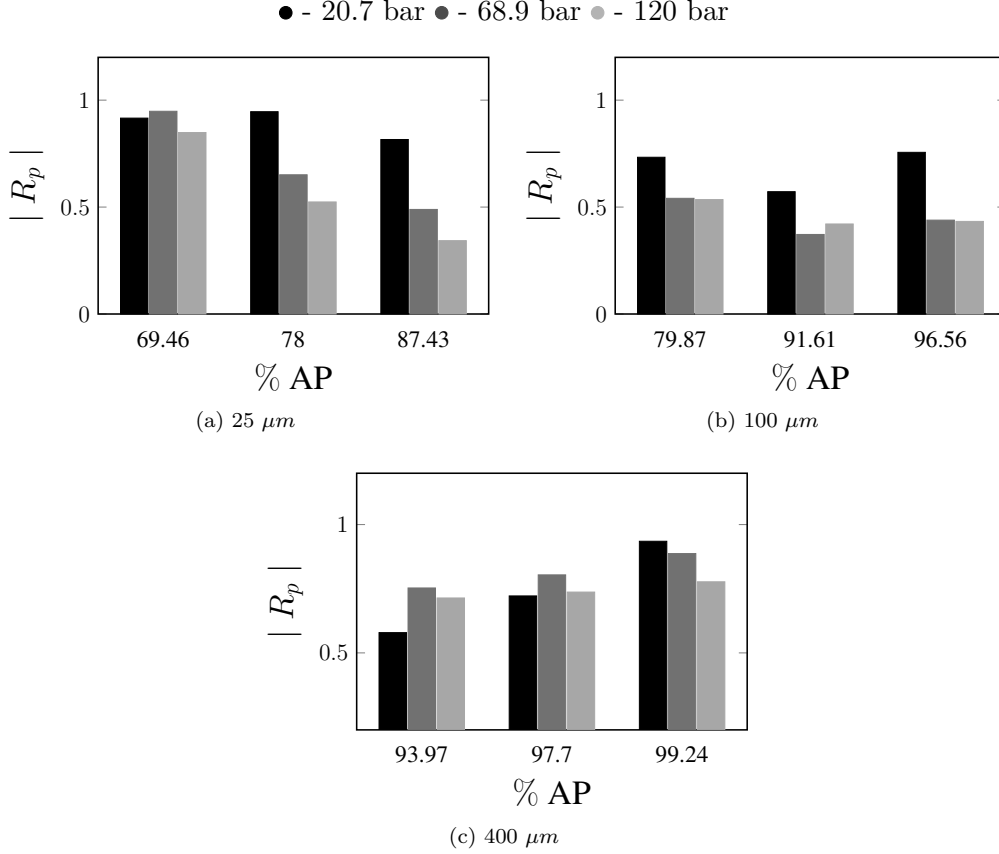 ● - 20.7 bar ● - 68.9 bar ● - 120 bar
1
0.5
0
| R_p |
69.46 78 87.43
% AP
(a) 25 μm
1
0.5
0
| R_p |
79.87 91.61 96.56
% AP
(b) 100 μm
1
0.5
| R_p |
93.97 97.7 99.24
% AP
(c) 400 μm